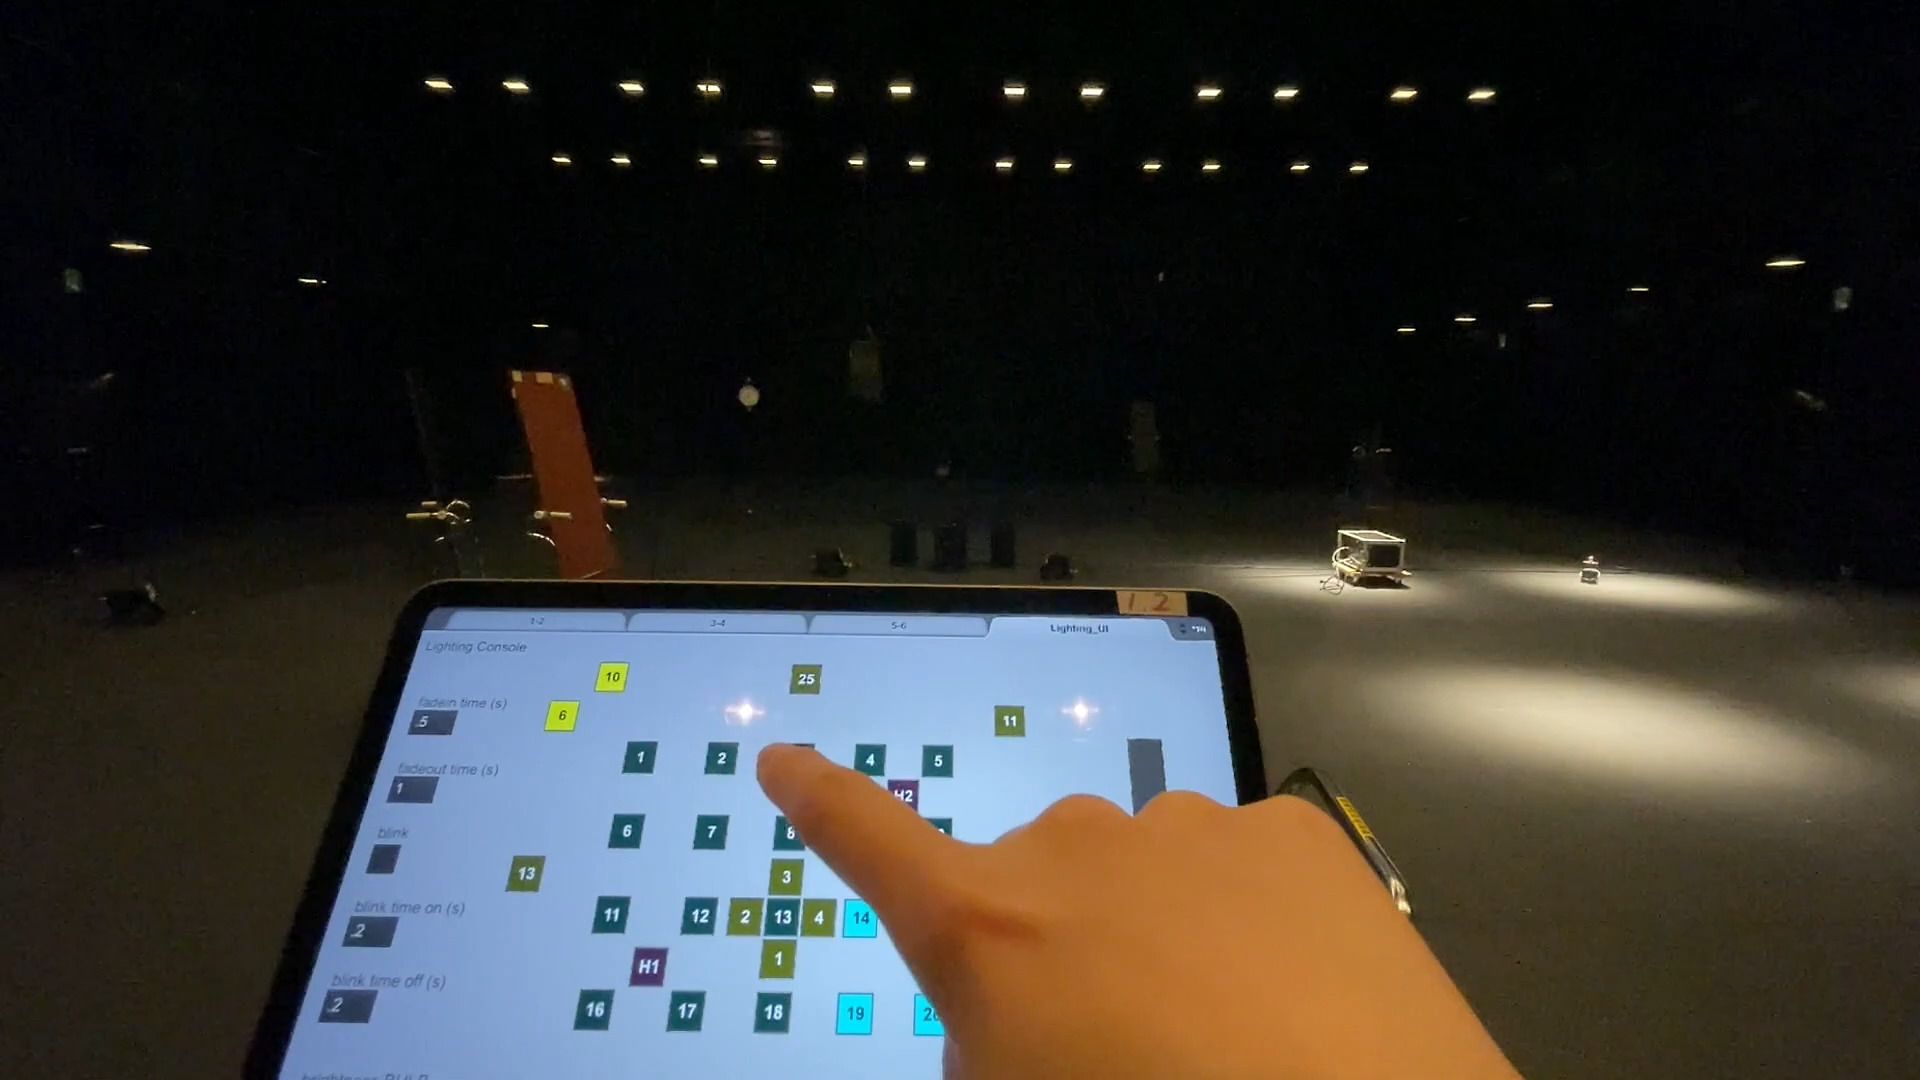 1.2
1-2 3-4 5-6 Lighting_UI
Lighting Console
10 25
fadein time (s)
.5 6 11
1 2 4 5
fadeout time (s)
1 H2
6 7 8
blink
13 3
blink time on (s)
.2 11 12 2 13 4 14
H1 1
blink time off (s)
.2 16 17 18 19